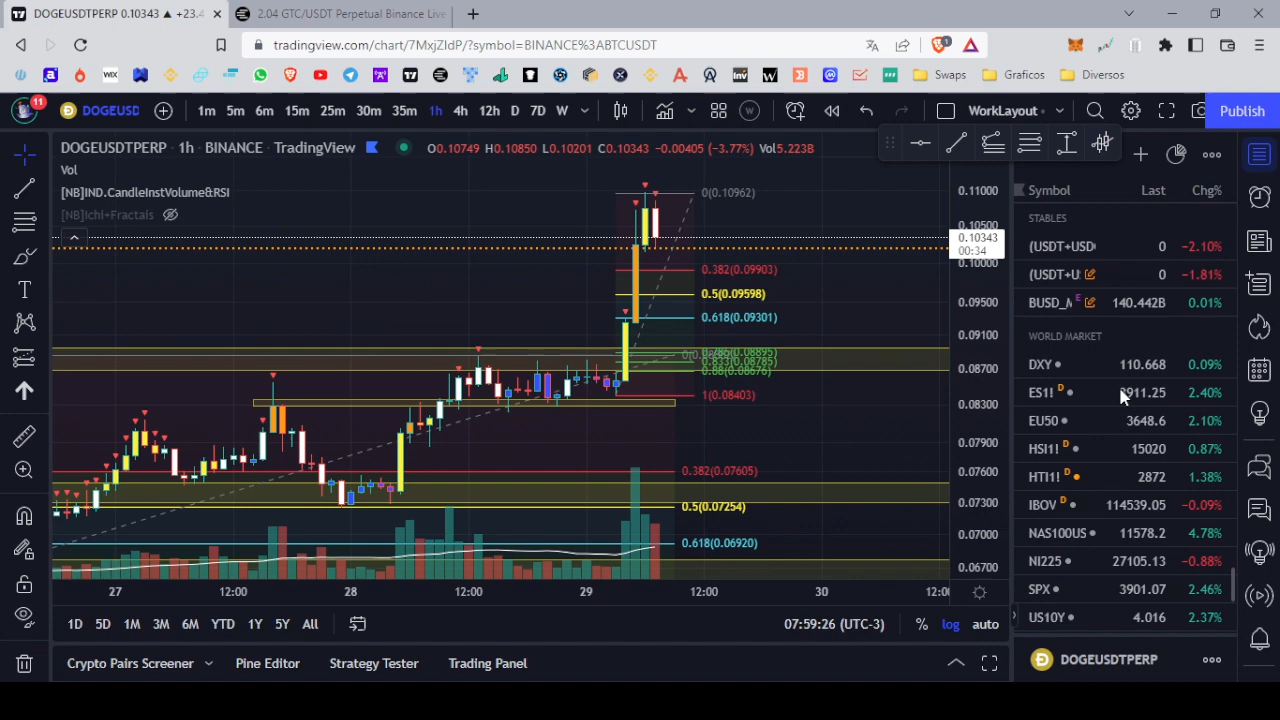 DOGEUSDTPERP 0.10343 ▲ +23.4
2.04 GTC/USDT Perpetual Binance Live
tradingview.com/chart/7MxjZIdP/?symbol=BINANCE%3ABTCUSDT
1
WiX
Inv
W
Swaps
Graficos
Diversos
11
DOGEUSD
1m 5m 6m 15m 25m 30m 35m 1h 4h 12h D 7D W
W
WorkLayout
Publish
DOGEUSDTPERP · 1h · BINANCE · TradingView
O0.10749 H0.10850 L0.10201 C0.10343 −0.00405 (−3.77%) Vol5.223B
Vol
[NB]IND.CandleInstVolume&RSI
[NB]Ichi+Fractais
0(0.10962)
0.382(0.09903)
0.5(0.09598)
0.618(0.09301)
1(0.08403)
0.382(0.07605)
0.5(0.07254)
0.618(0.06920)
0.11000
0.10500
0.10343
00:34
0.10000
0.09500
0.09100
0.08700
0.08300
0.07900
0.07600
0.07300
0.07000
0.06700
27 12:00 28 12:00 29 12:00 30 12:0
1D 5D 1M 3M 6M YTD 1Y 5Y All
07:59:26 (UTC-3)
% log auto
Crypto Pairs Screener
Pine Editor
Strategy Tester
Trading Panel
Symbol Last Chg%
STABLES
(USDT+USD 0 −2.10%
(USDT+U 0 −1.81%
BUSD_M E 140.442B 0.01%
WORLD MARKET
DXY 110.668 0.09%
ES1! D 3911.25 2.40%
EU50 3648.6 2.10%
HSI1! D 15020 0.87%
HTI1! D 2872 1.38%
IBOV D 114539.05 −0.09%
NAS100US 11578.2 4.78%
NI225 27105.13 −0.88%
SPX 3901.07 2.46%
US10Y 4.016 2.37%
DOGEUSDTPERP